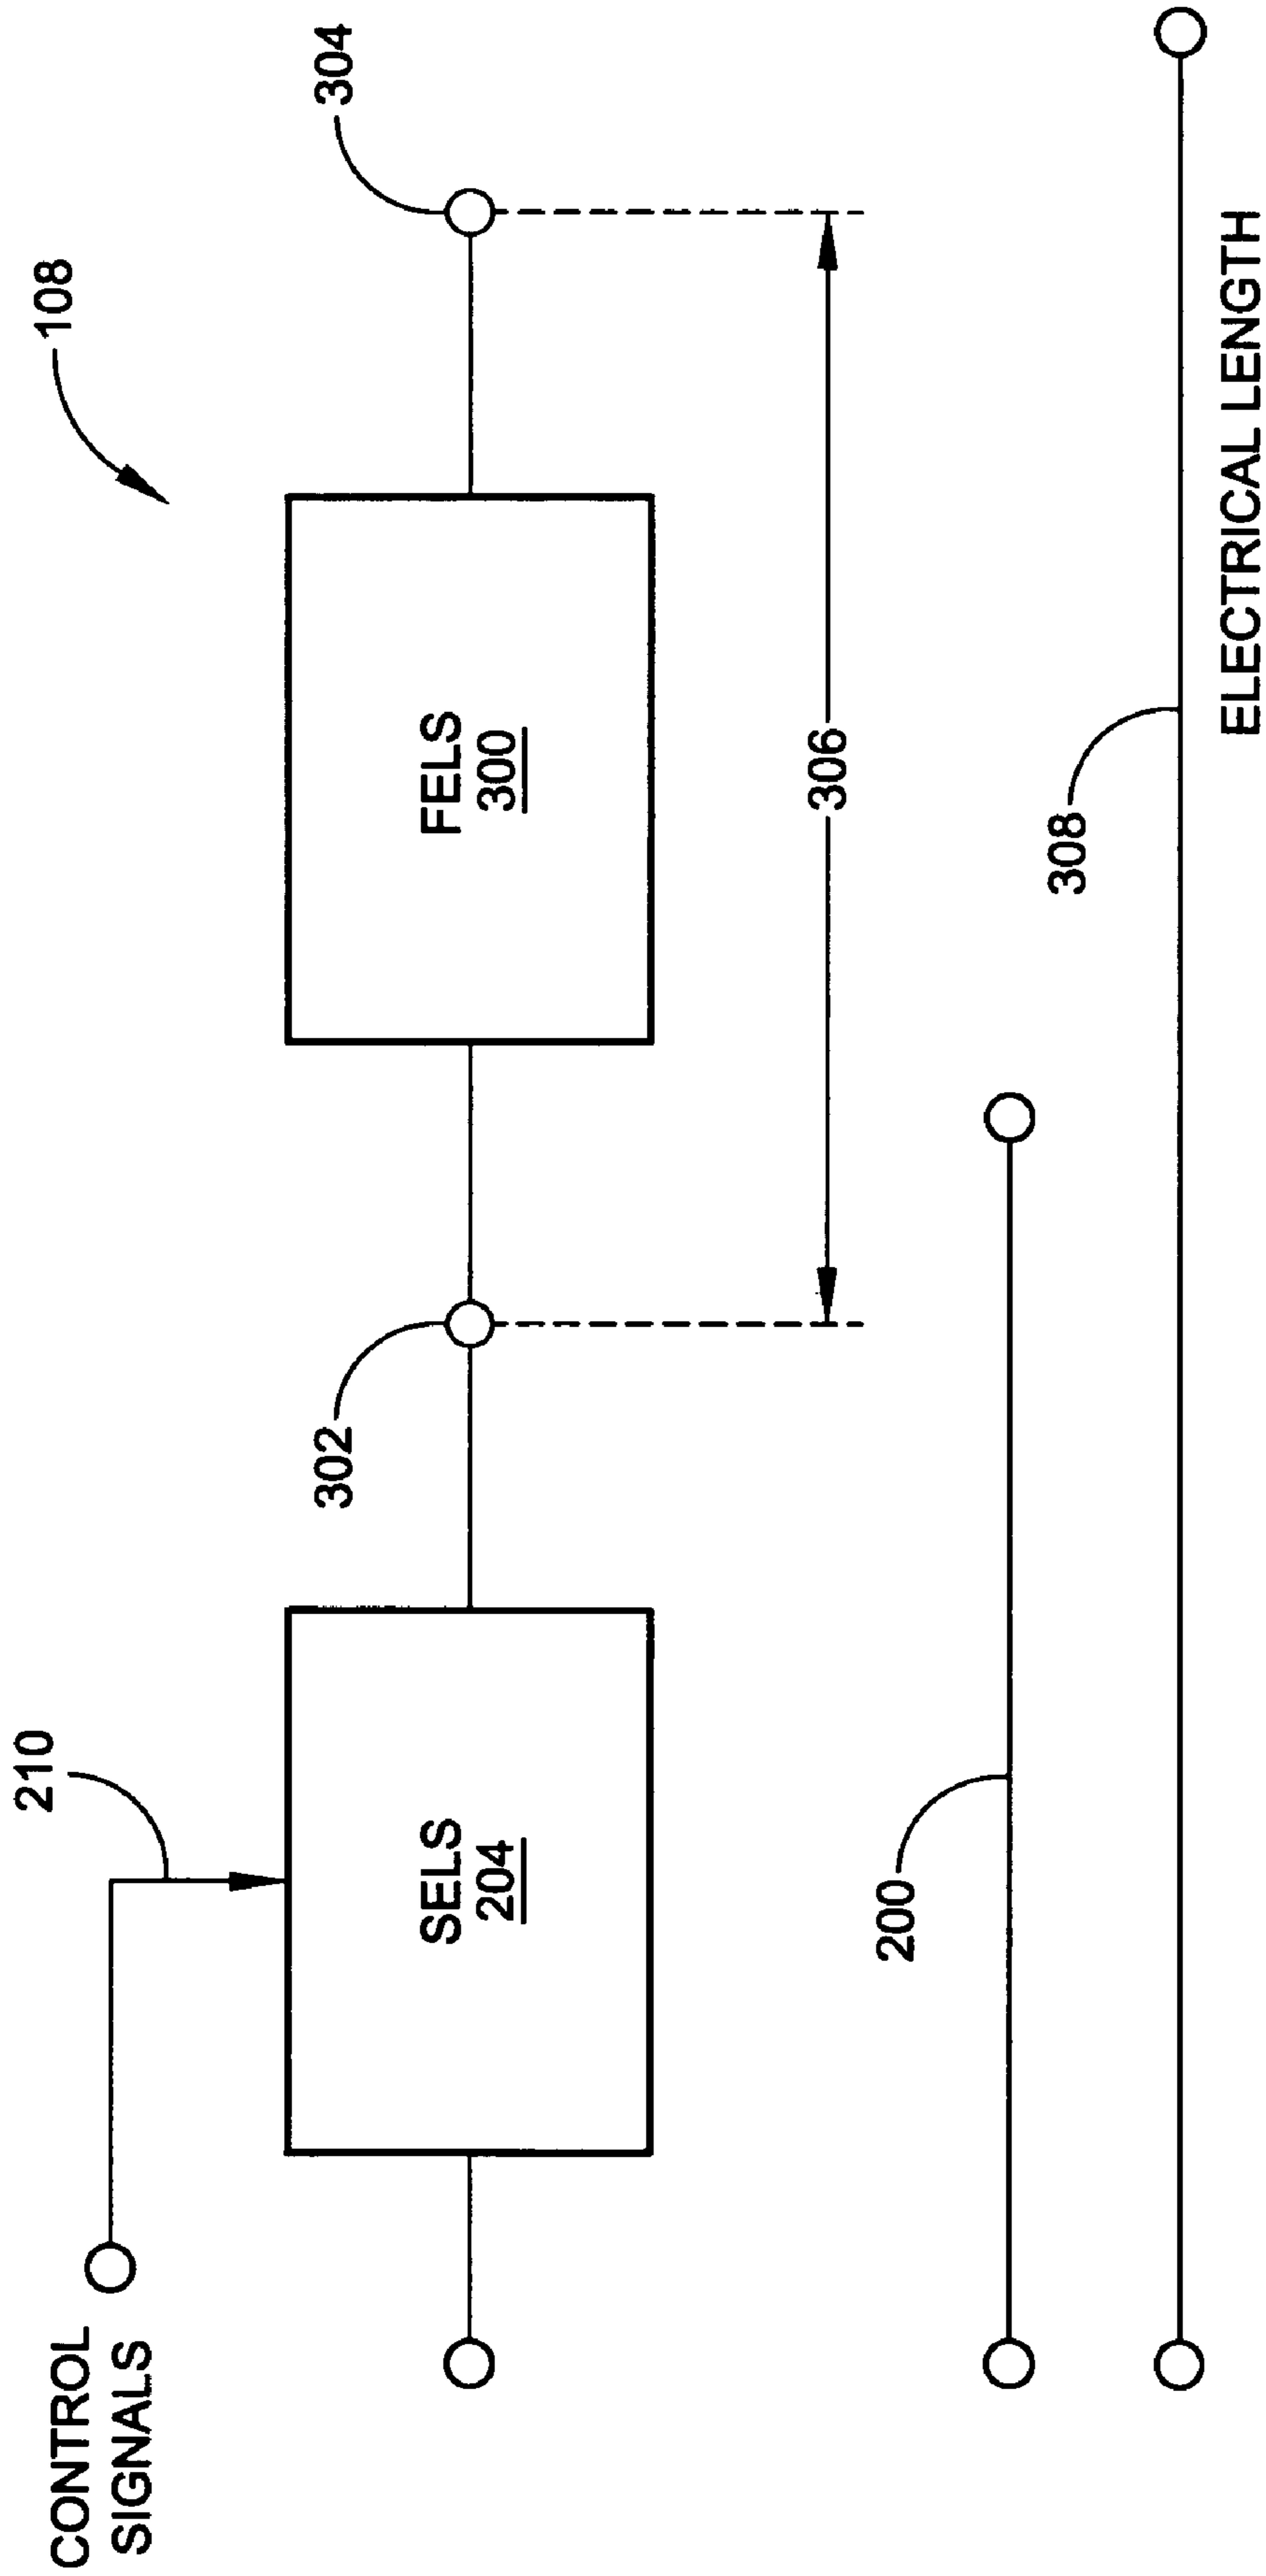 CONTROL
SIGNALS
210
108
SELS
204
302
FELS
300
304
306
200
308
ELECTRICAL LENGTH